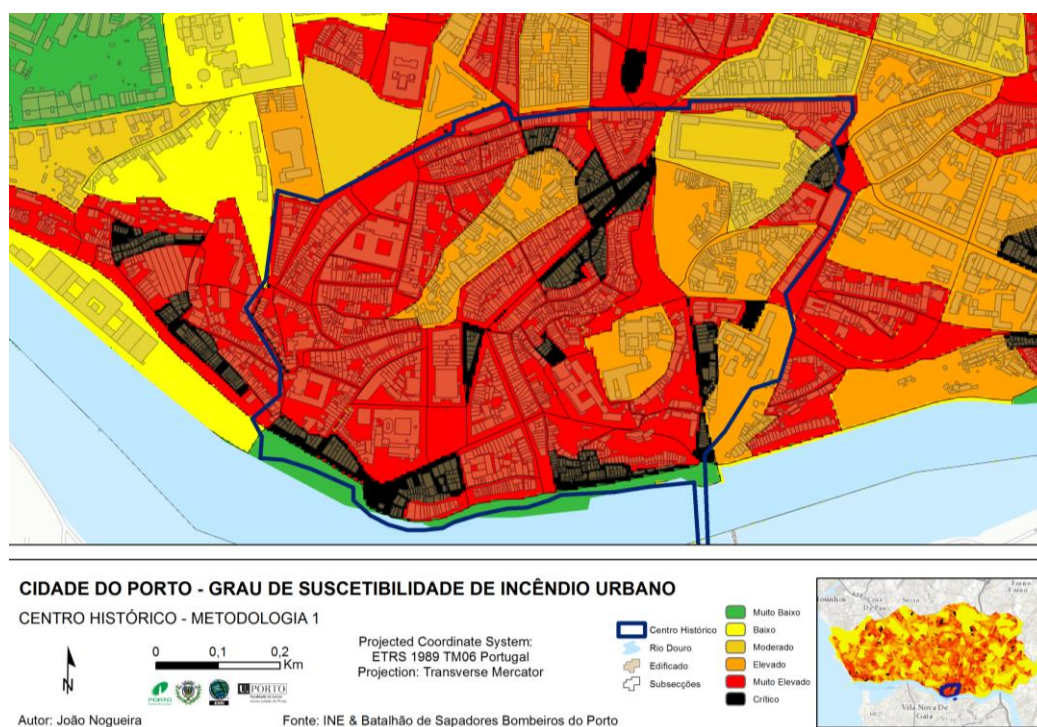 CIDADE DO PORTO - GRAU DE SUSCETIBILIDADE DE INCÊNDIO URBANO
CENTRO HISTÓRICO - METODOLOGIA 1
Projected Coordinate System:
ETRS 1989 TM06 Portugal
Projection: Transverse Mercator
0 0,1 0,2
Km
N
PORTO
U.PORTO
Autor: João Nogueira
Fonte: INE & Batalhão de Sapadores Bombeiros do Porto
Centro Histórico
Rio Douro
Edificado
Subsecções
Muito Baixo
Baixo
Moderado
Elevado
Muito Elevado
Crítico
Vila Nova De
Gaia